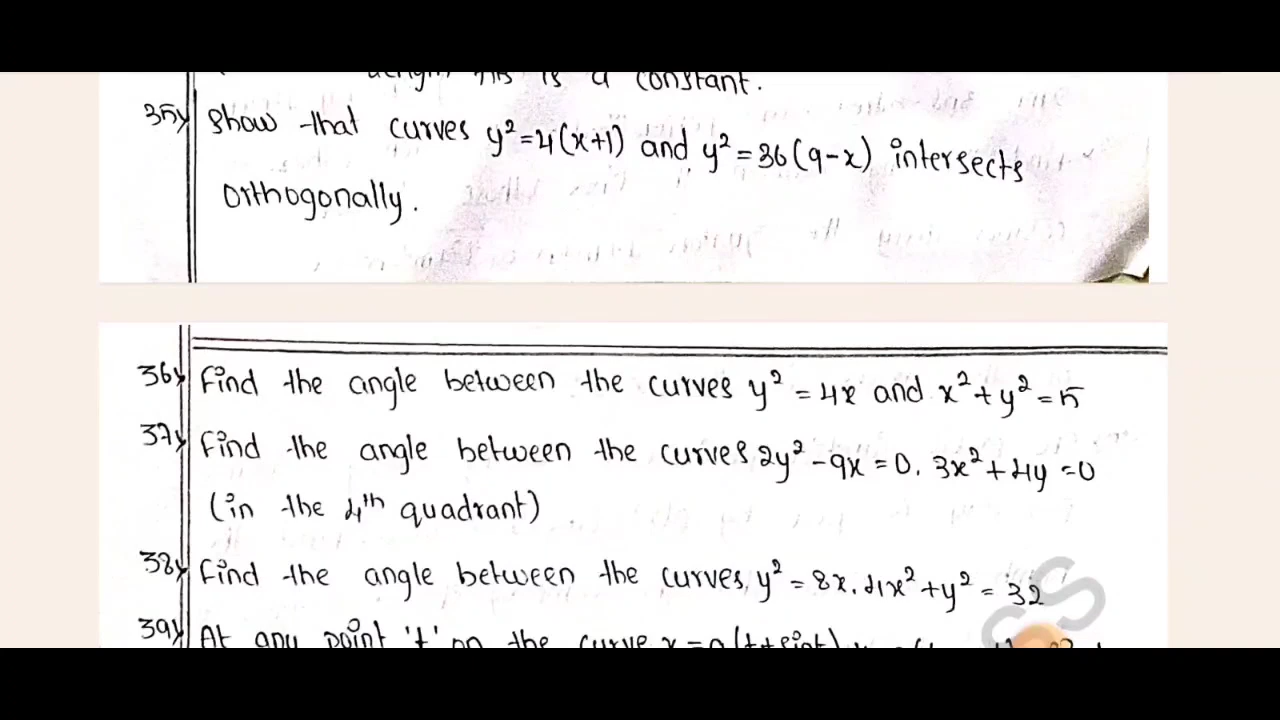 is a constant.
35) Show that curves y² = 4(x+1) and y² = 36(9-x) intersects
orthogonally.
36) Find the angle between the curves y² = 4x and x² + y² = 5
37) Find the angle between the curves 2y² - 9x = 0. 3x² + 4y = 0
(in the 4th quadrant)
38) Find the angle between the curves, y² = 8x. 4x² + y² = 32
39) At any point 't' on the curve x = a(t+sint)